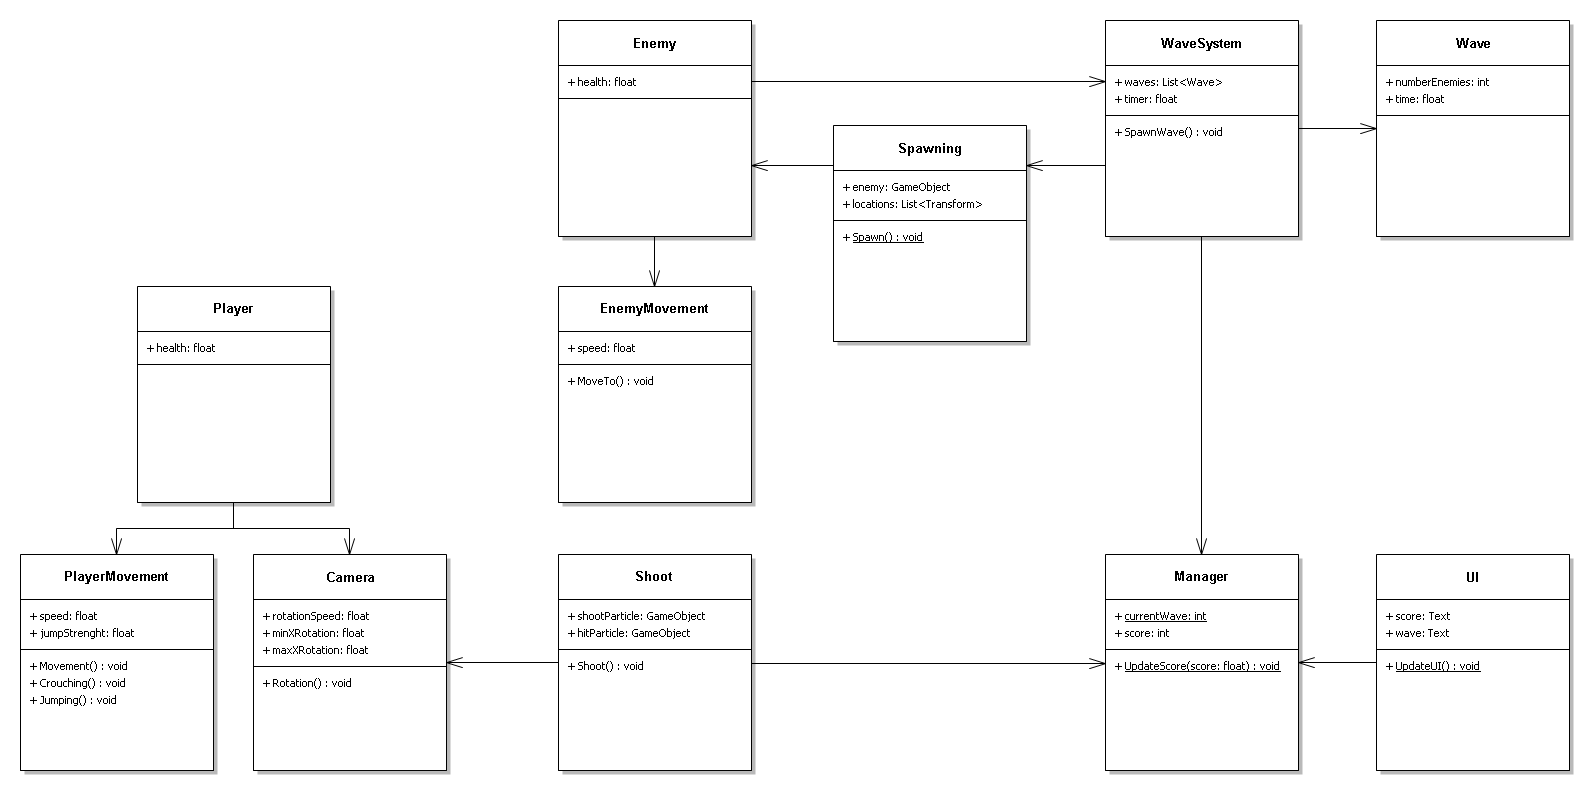 Enemy
+ health: float
WaveSystem
+ waves: List<Wave>
+ timer: float
+ SpawnWave() : void
Wave
+ numberEnemies: int
+ time: float
Spawning
+ enemy: GameObject
+ locations: List<Transform>
+ Spawn() : void
Player
+ health: float
EnemyMovement
+ speed: float
+ MoveTo() : void
PlayerMovement
+ speed: float
+ jumpStrenght: float
+ Movement() : void
+ Crouching() : void
+ Jumping() : void
Camera
+ rotationSpeed: float
+ minXRotation: float
+ maxXRotation: float
+ Rotation() : void
Shoot
+ shootParticle: GameObject
+ hitParticle: GameObject
+ Shoot() : void
Manager
+ currentWave: int
+ score: int
+ UpdateScore(score: float) : void
UI
+ score: Text
+ wave: Text
+ UpdateUI() : void